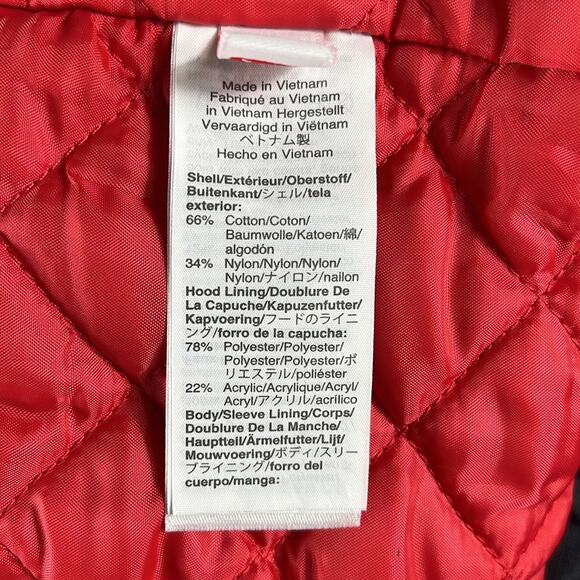 Made in Vietnam
Fabriqué au Vietnam
in Vietnam Hergestellt
Vervaardigd in Viëtnam
ベトナム製
Hecho en Vietnam
Shell/Extérieur/Oberstoff/
Buitenkant/シェル/tela
exterior:
66% Cotton/Coton/
Baumwolle/Katoen/綿/
algodón
34% Nylon/Nylon/Nylon/
Nylon/ナイロン/nailon
Hood Lining/Doublure De
La Capuche/Kapuzenfutter/
Kapvoering/フードのライニ
ング/forro de la capucha:
78% Polyester/Polyester/
Polyester/Polyester/ポ
リエステル/poliéster
22% Acrylic/Acrylique/Acryl/
Acryl/アクリル/acrílico
Body/Sleeve Lining/Corps/
Doublure De La Manche/
Hauptteil/Ärmelfutter/Lijf/
Mouwvoering/ボディ/スリー
ブライニング/forro del
cuerpo/manga: